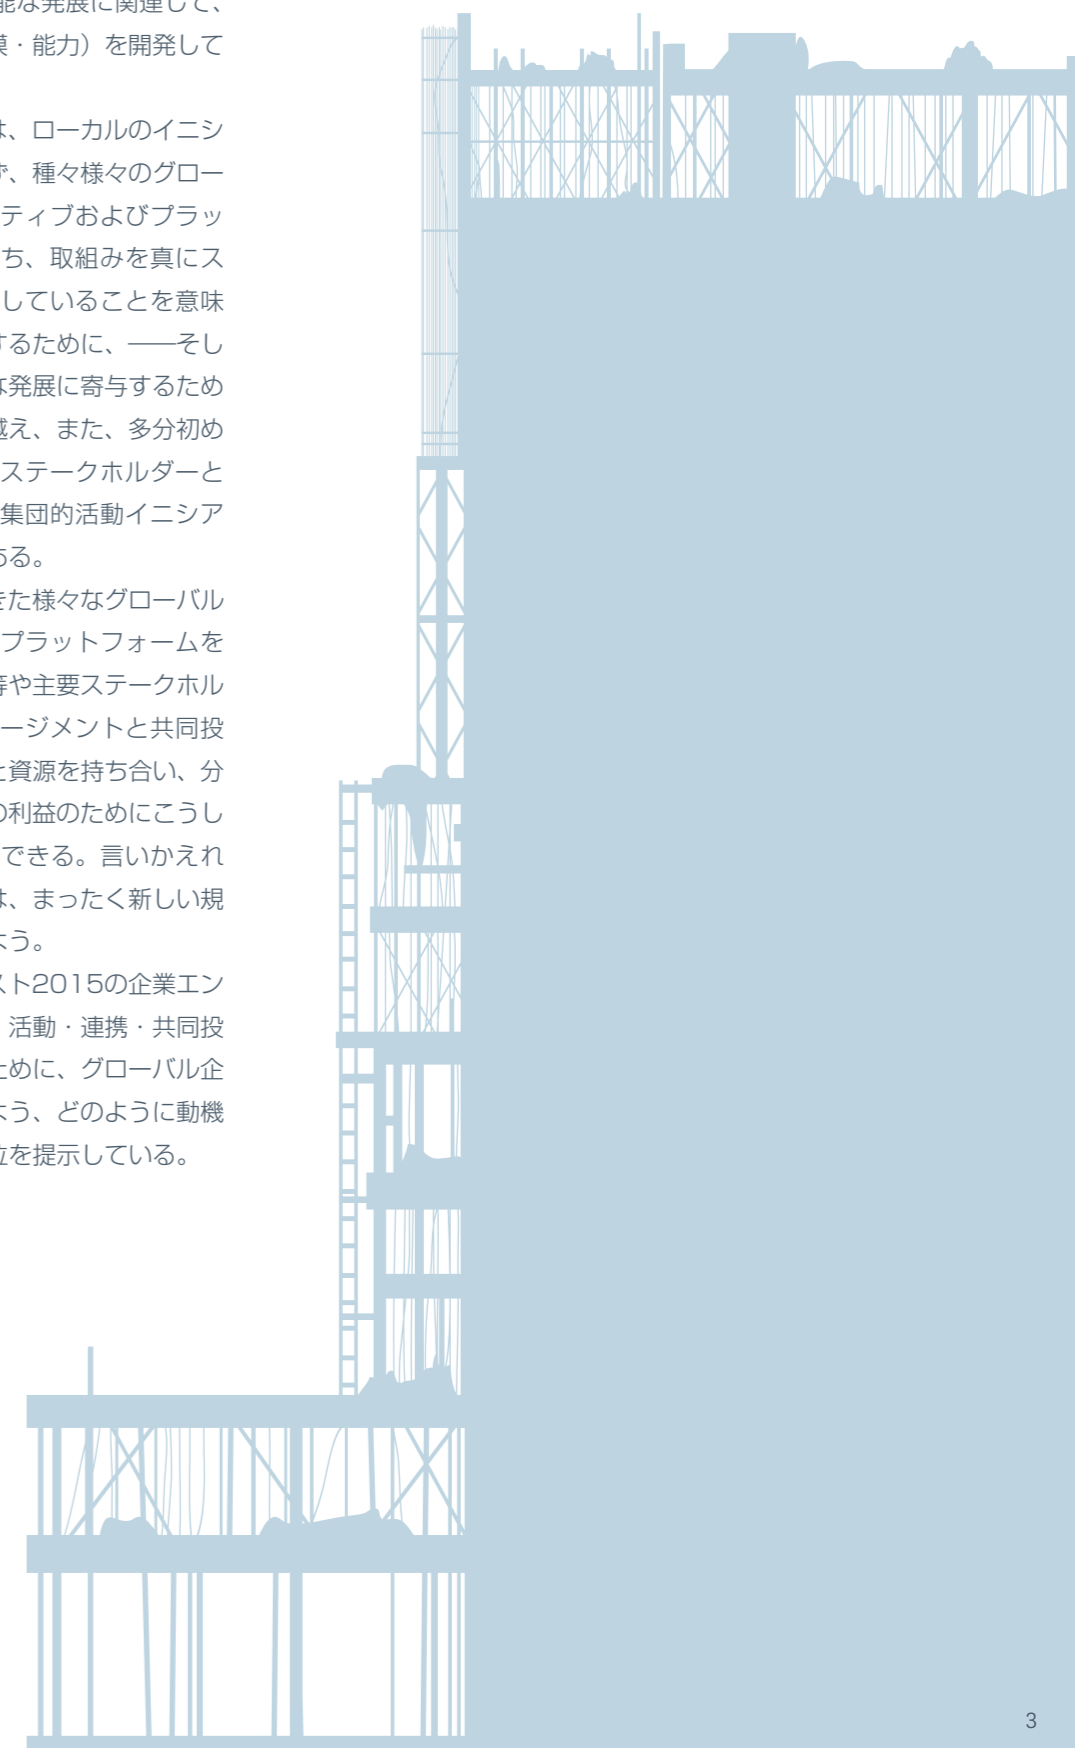 能な発展に関連して、
・能力）を開発して
、ローカルのイニシ
、種々様々のグロー
ティブおよびプラッ
ち、取組みを真にス
していることを意味
するために、――そし
な発展に寄与するため
越え、また、多分初め
ステークホルダーと
集団的活動イニシア
ある。
きた様々なグローバル
プラットフォームを
等や主要ステークホル
ージメントと共同投
と資源を持ち合い、分
の利益のためにこうし
できる。言いかえれ
は、まったく新しい規
よう。
スト2015の企業エン
活動・連携・共同投
ために、グローバル企
よう、どのように動機
を提示している。
3